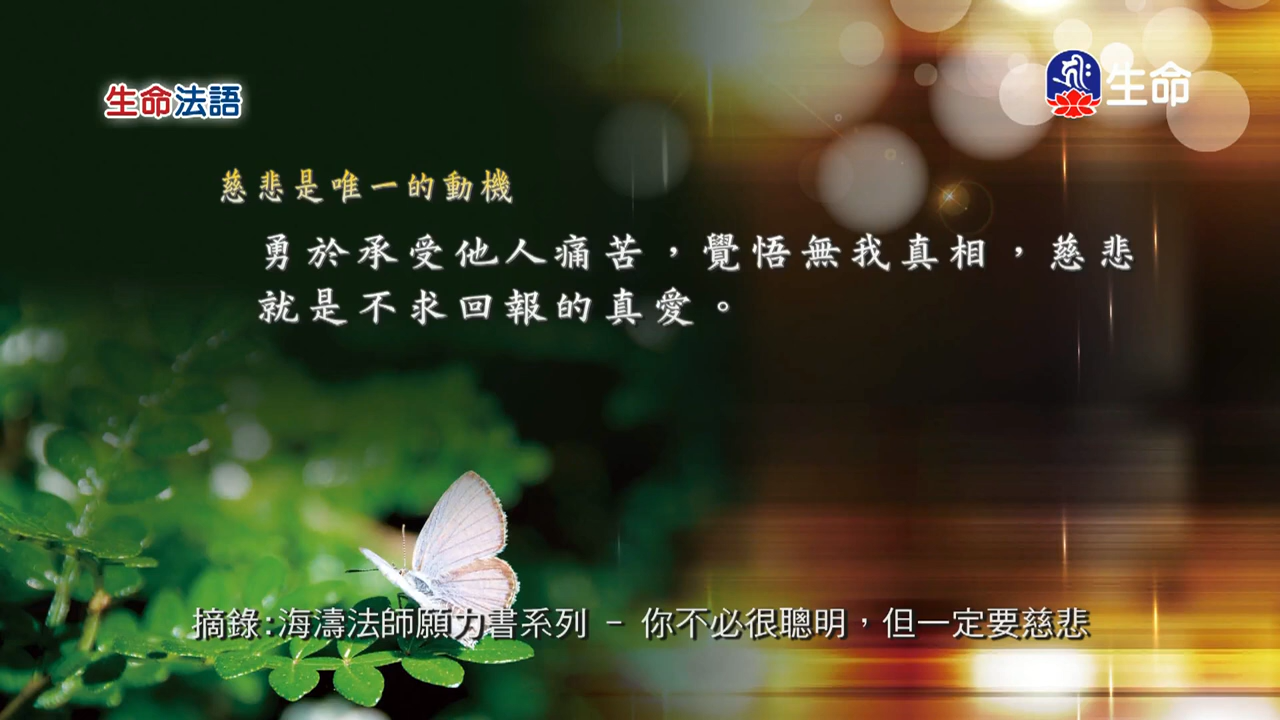 生命法語
生命
慈悲是唯一的動機
勇於承受他人痛苦，覺悟無我真相，慈悲
就是不求回報的真愛。
摘錄:海濤法師願力書系列 - 你不必很聰明，但一定要慈悲